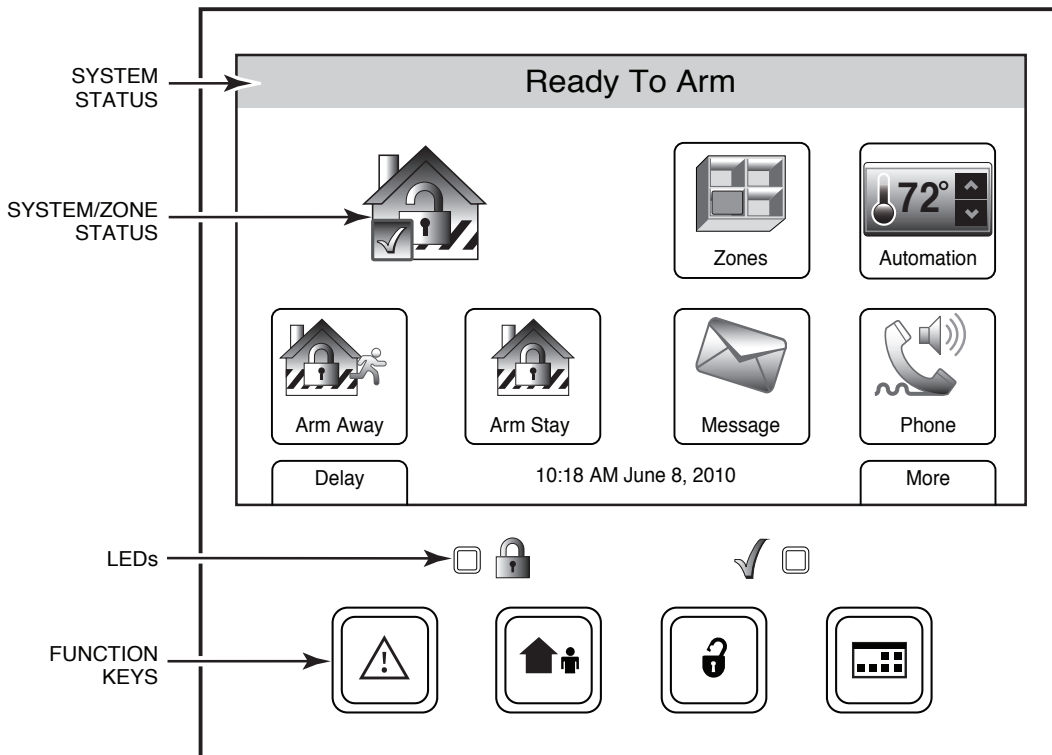 Ready To Arm
SYSTEM
STATUS
SYSTEM/ZONE
STATUS
72°
Zones
Automation
Arm Away
Arm Stay
Message
Phone
Delay
10:18 AM June 8, 2010
More
LEDs
FUNCTION
KEYS